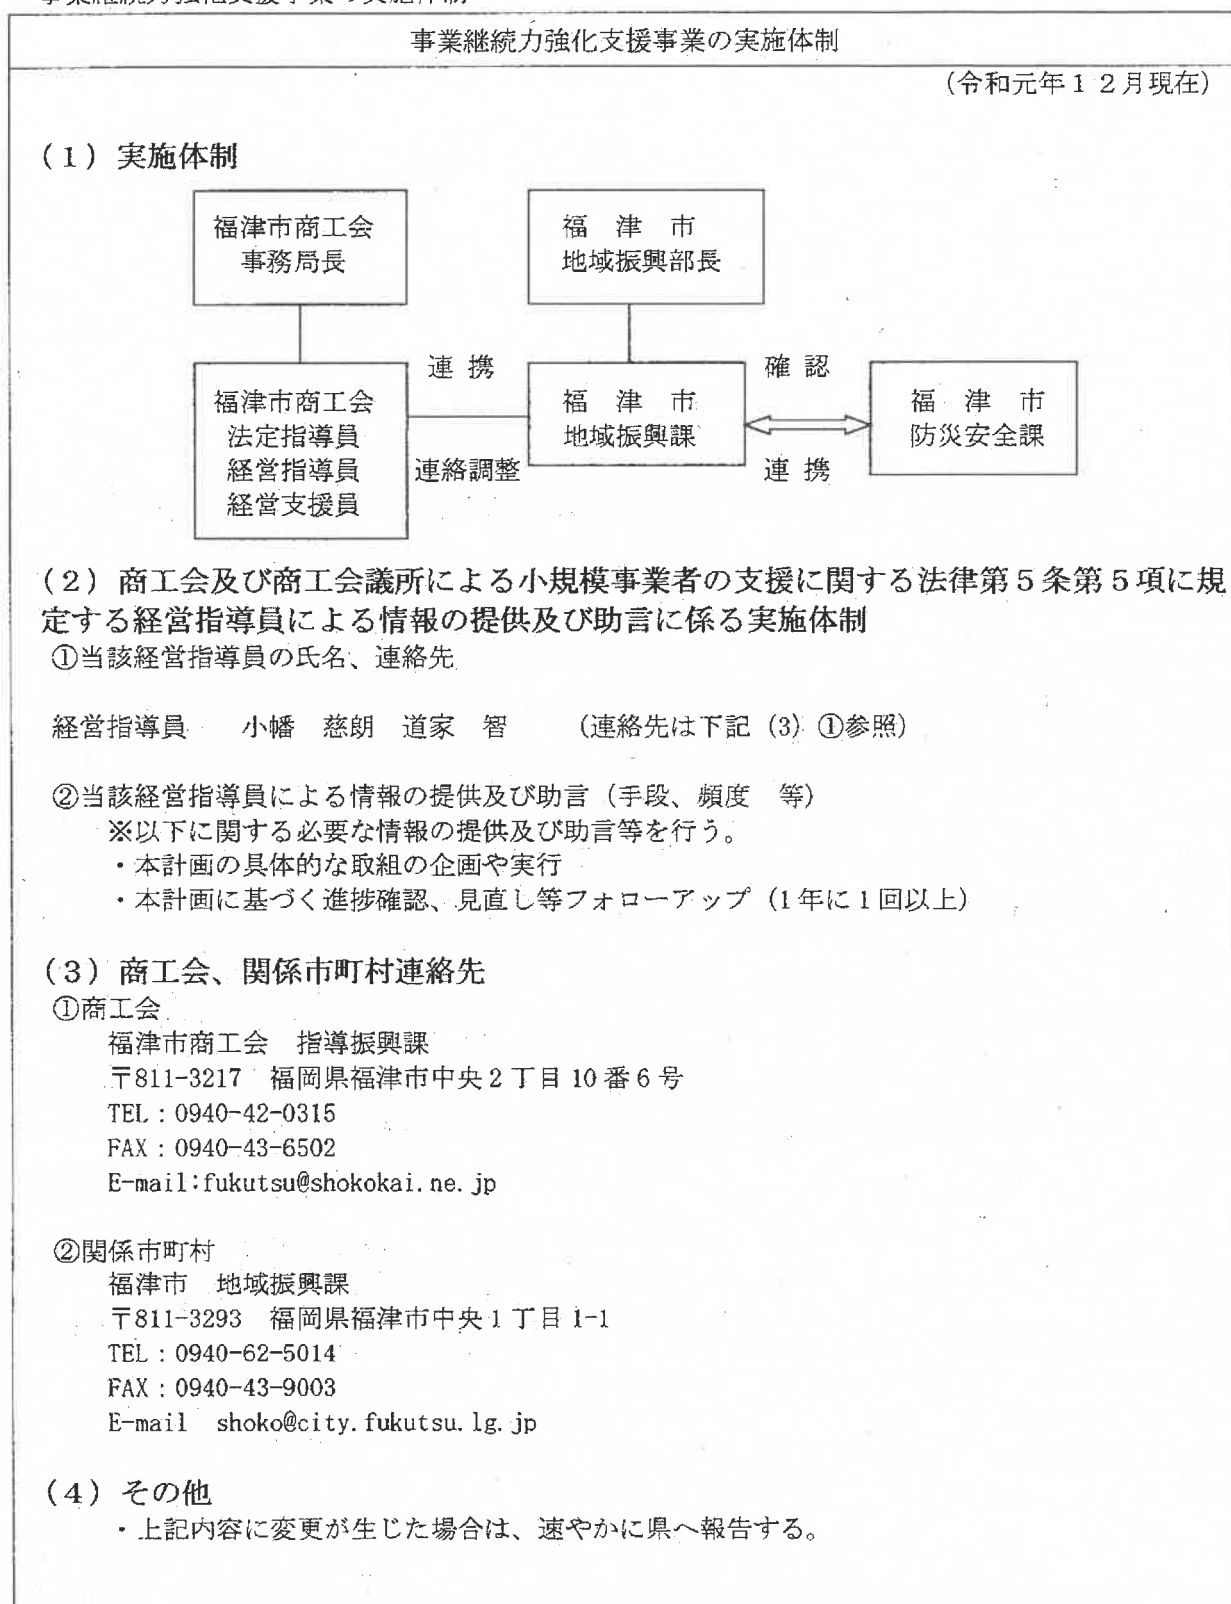 事業継続力強化支援事業の実施体制
事業継続力強化支援事業の実施体制
(令和元年12月現在)
(1) 実施体制
福津市商工会
事務局長
福 津 市
地域振興部長
福津市商工会
法定指導員
経営指導員
経営支援員
連 携
連絡調整
福 津 市
地域振興課
確 認
連 携
福 津 市
防災安全課
(2) 商工会及び商工会議所による小規模事業者の支援に関する法律第5条第5項に規
定する経営指導員による情報の提供及び助言に係る実施体制
①当該経営指導員の氏名、連絡先
経営指導員 小幡 慈朗 道家 智 (連絡先は下記 (3) ①参照)
②当該経営指導員による情報の提供及び助言 (手段、頻度 等)
※以下に関する必要な情報の提供及び助言等を行う。
・本計画の具体的な取組の企画や実行
・本計画に基づく進捗確認、見直し等フォローアップ (1年に1回以上)
(3) 商工会、関係市町村連絡先
①商工会
福津市商工会 指導振興課
〒811-3217 福岡県福津市中央2丁目10番6号
TEL:0940-42-0315
FAX:0940-43-6502
E-mail:fukutsu@shokokai.ne.jp
②関係市町村
福津市 地域振興課
〒811-3293 福岡県福津市中央1丁目1-1
TEL:0940-62-5014
FAX:0940-43-9003
E-mail shoko@city.fukutsu.lg.jp
(4) その他
・上記内容に変更が生じた場合は、速やかに県へ報告する。